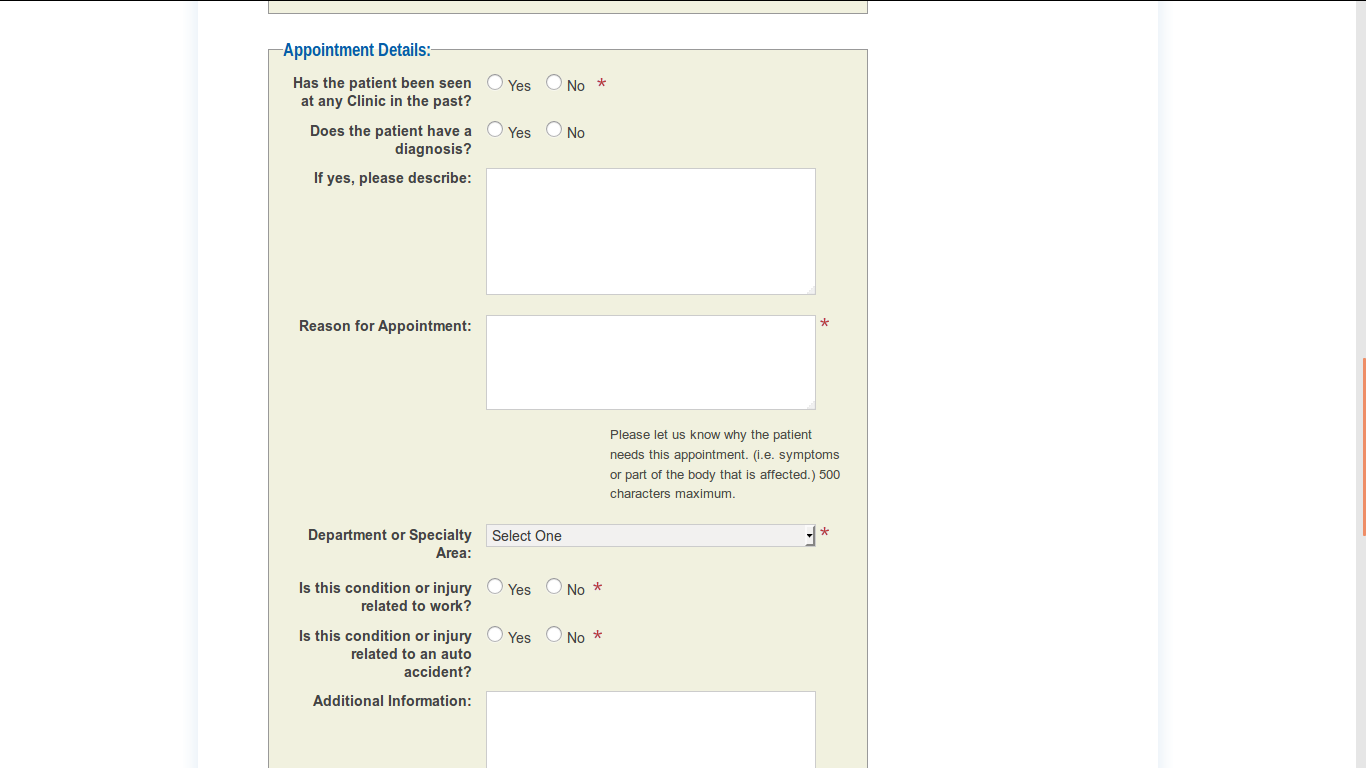 Appointment Details:
Has the patient been seen
at any Clinic in the past?
Yes No *
Does the patient have a
diagnosis?
Yes No
If yes, please describe:
Reason for Appointment:
*
Please let us know why the patient
needs this appointment. (i.e. symptoms
or part of the body that is affected.) 500
characters maximum.
Department or Specialty
Area:
Select One
*
Is this condition or injury
related to work?
Yes No *
Is this condition or injury
related to an auto
accident?
Yes No *
Additional Information: